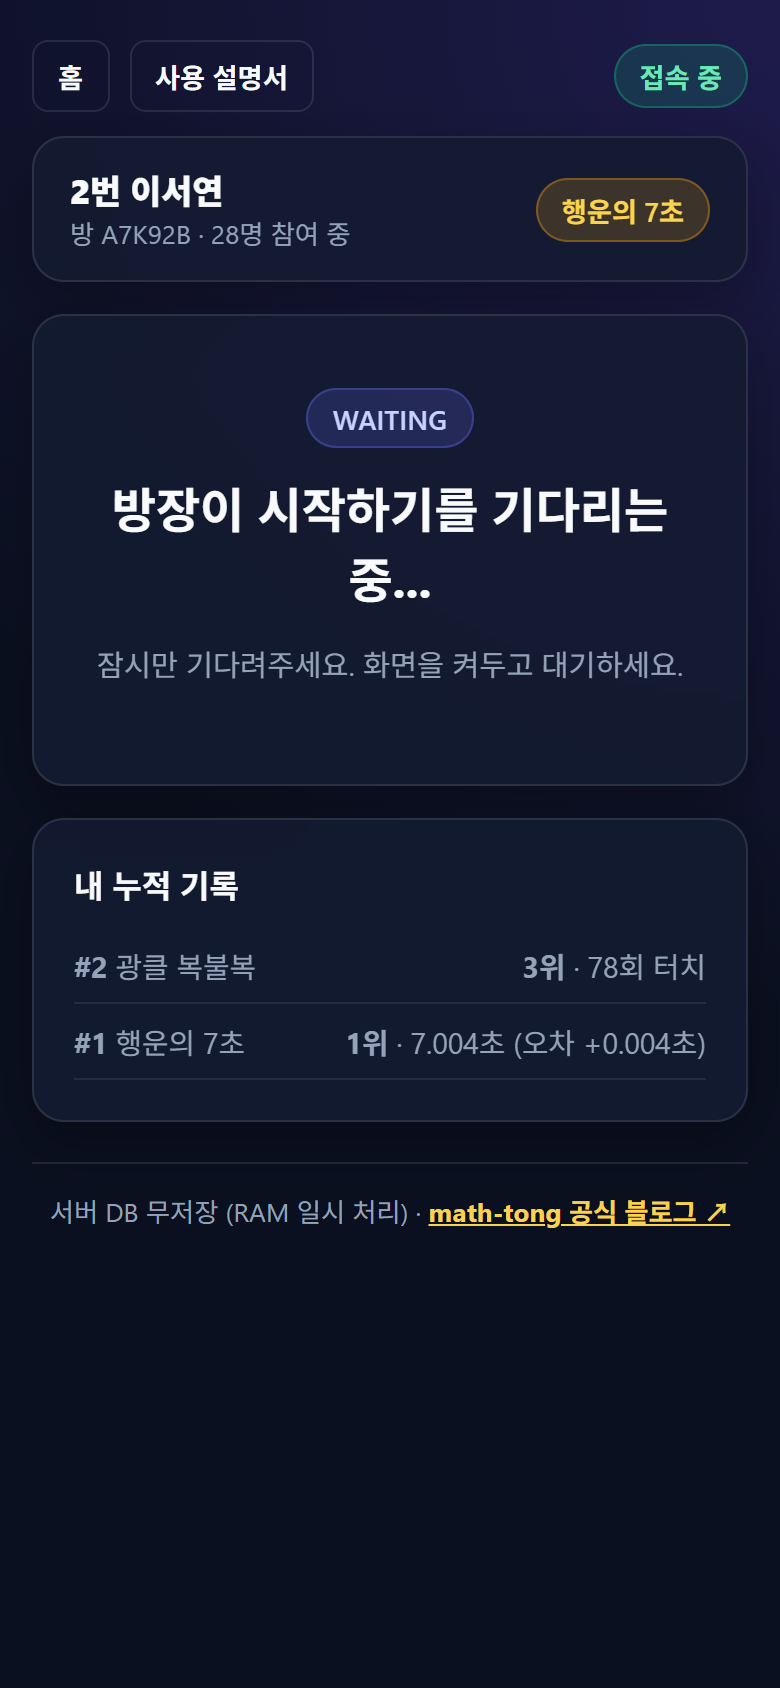 홈 사용 설명서 접속 중
2번 이서연
방 A7K92B · 28명 참여 중
행운의 7초
WAITING
방장이 시작하기를 기다리는
중...
잠시만 기다려주세요. 화면을 켜두고 대기하세요.
내 누적 기록
#2 광클 복불복 3위 · 78회 터치
#1 행운의 7초 1위 · 7.004초 (오차 +0.004초)
서버 DB 무저장 (RAM 일시 처리) · math-tong 공식 블로그 ↗